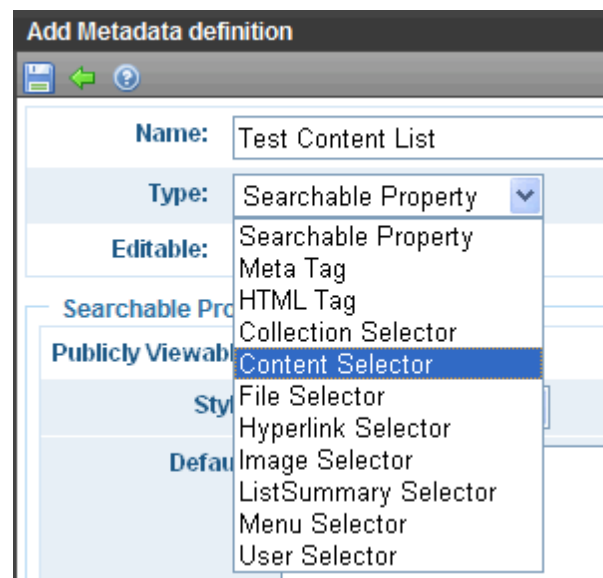 Add Metadata definition
Name: Test Content List
Type: Searchable Property
Editable: Searchable Property
Meta Tag
HTML Tag
Searchable Pro
Collection Selector
Publicly Viewabl
Content Selector
Sty
File Selector
Hyperlink Selector
Defau
Image Selector
ListSummary Selector
Menu Selector
User Selector